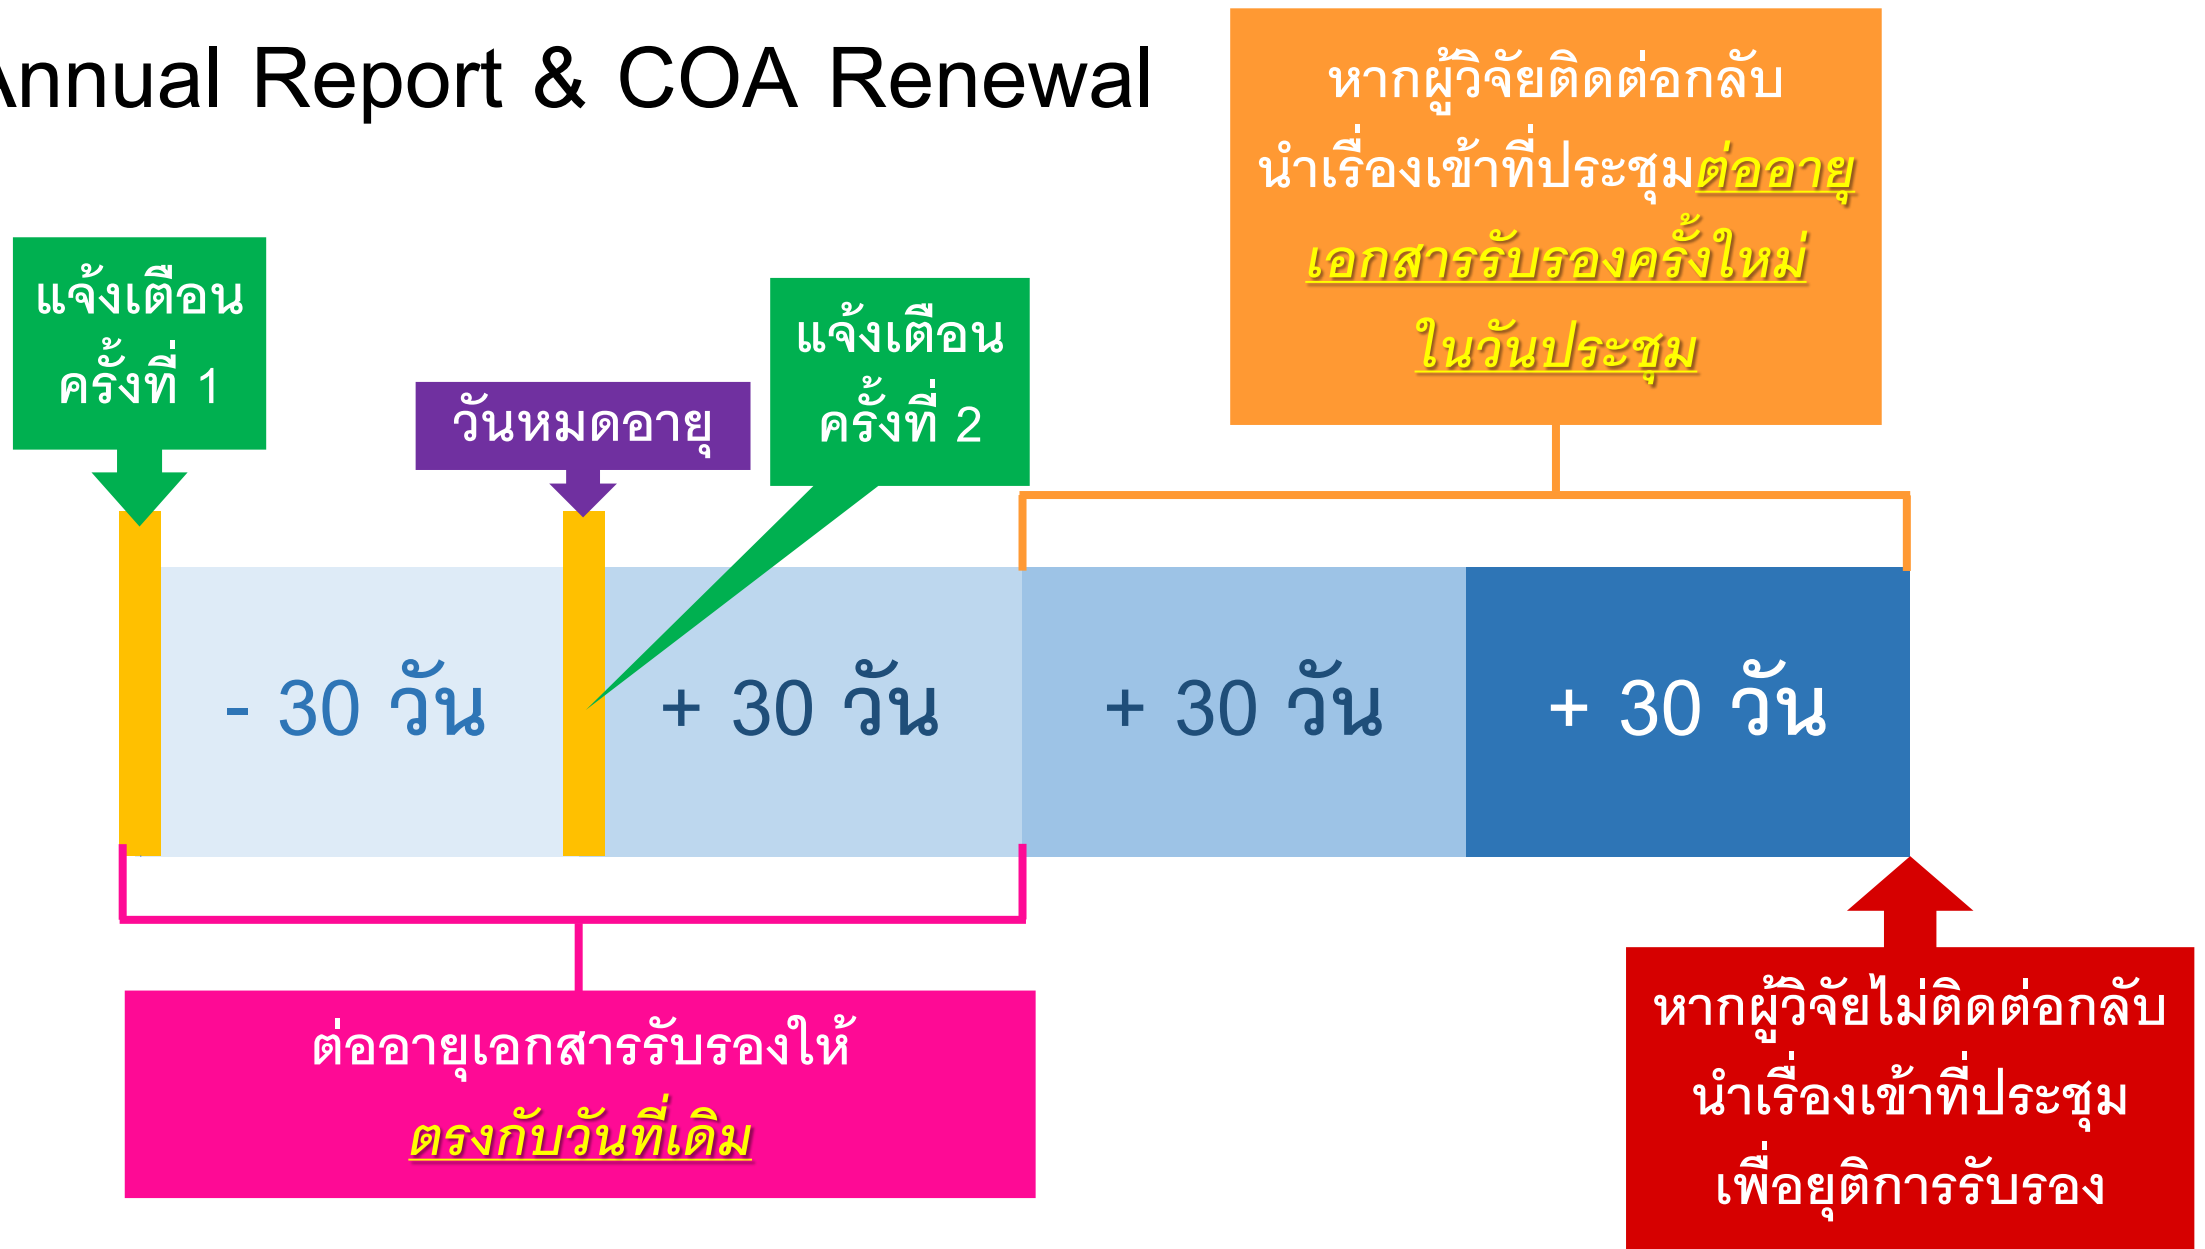 Annual Report & COA Renewal
หากผู้วิจัยติดต่อกลับ
นำเรื่องเข้าที่ประชุมต่ออายุ
เอกสารรับรองครั้งใหม่
ในวันประชุม
แจ้งเตือน
ครั้งที่ 1
วันหมดอายุ
แจ้งเตือน
ครั้งที่ 2
- 30 วัน
+ 30 วัน
+ 30 วัน
+ 30 วัน
ต่ออายุเอกสารรับรองให้
ตรงกับวันที่เดิม
หากผู้วิจัยไม่ติดต่อกลับ
นำเรื่องเข้าที่ประชุม
เพื่อยุติการรับรอง